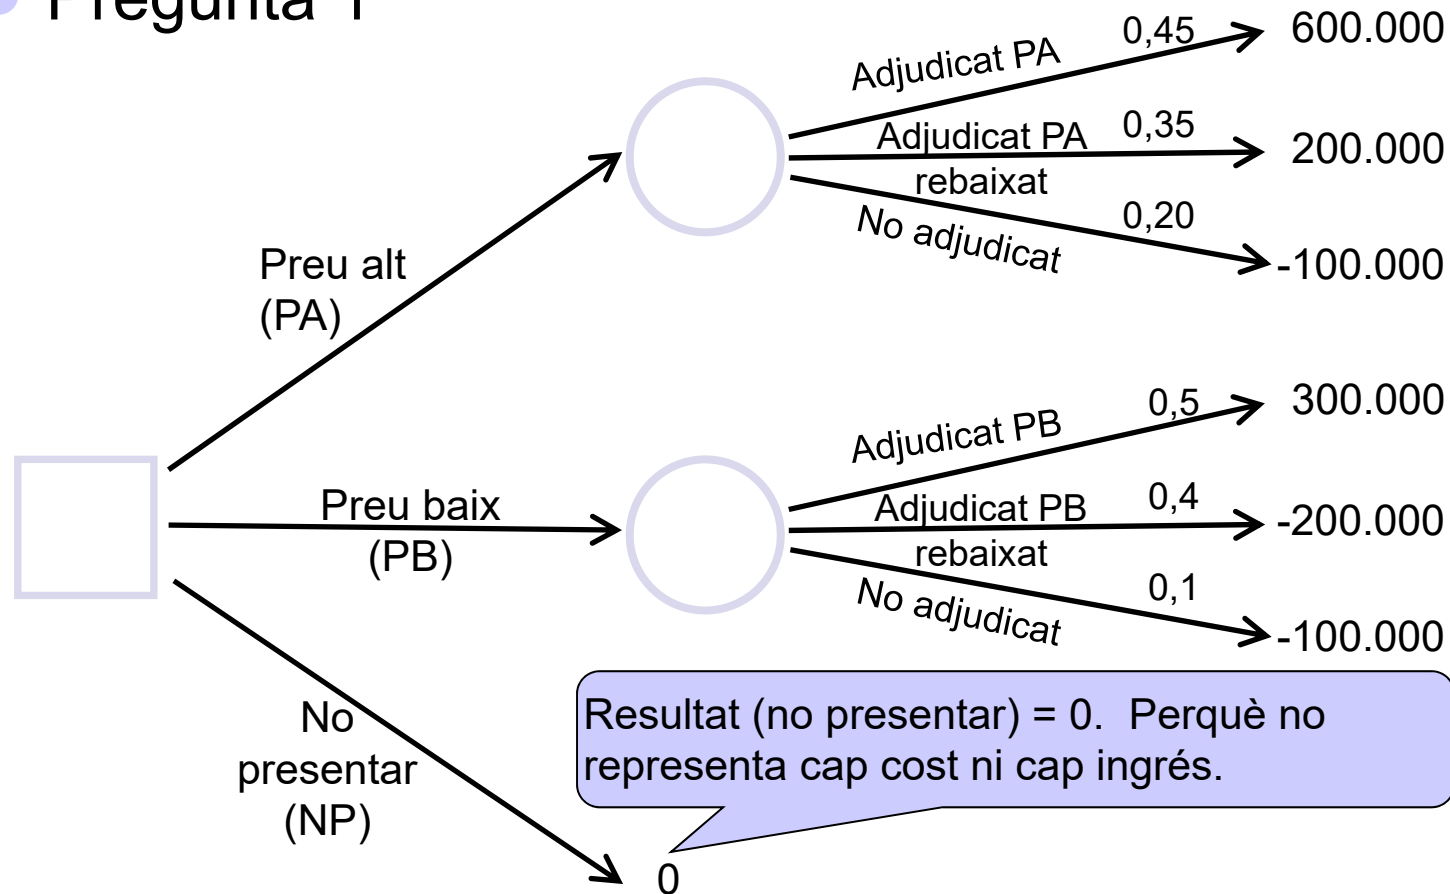 Pregunta 1
Adjudicat PA
0,45
600.000
Adjudicat PA
rebaixat
0,35
200.000
No adjudicat
0,20
-100.000
Preu alt
(PA)
Adjudicat PB
0,5
300.000
Preu baix
(PB)
Adjudicat PB
rebaixat
0,4
-200.000
No adjudicat
0,1
-100.000
No
presentar
(NP)
Resultat (no presentar) = 0. Perquè no
representa cap cost ni cap ingrés.
0